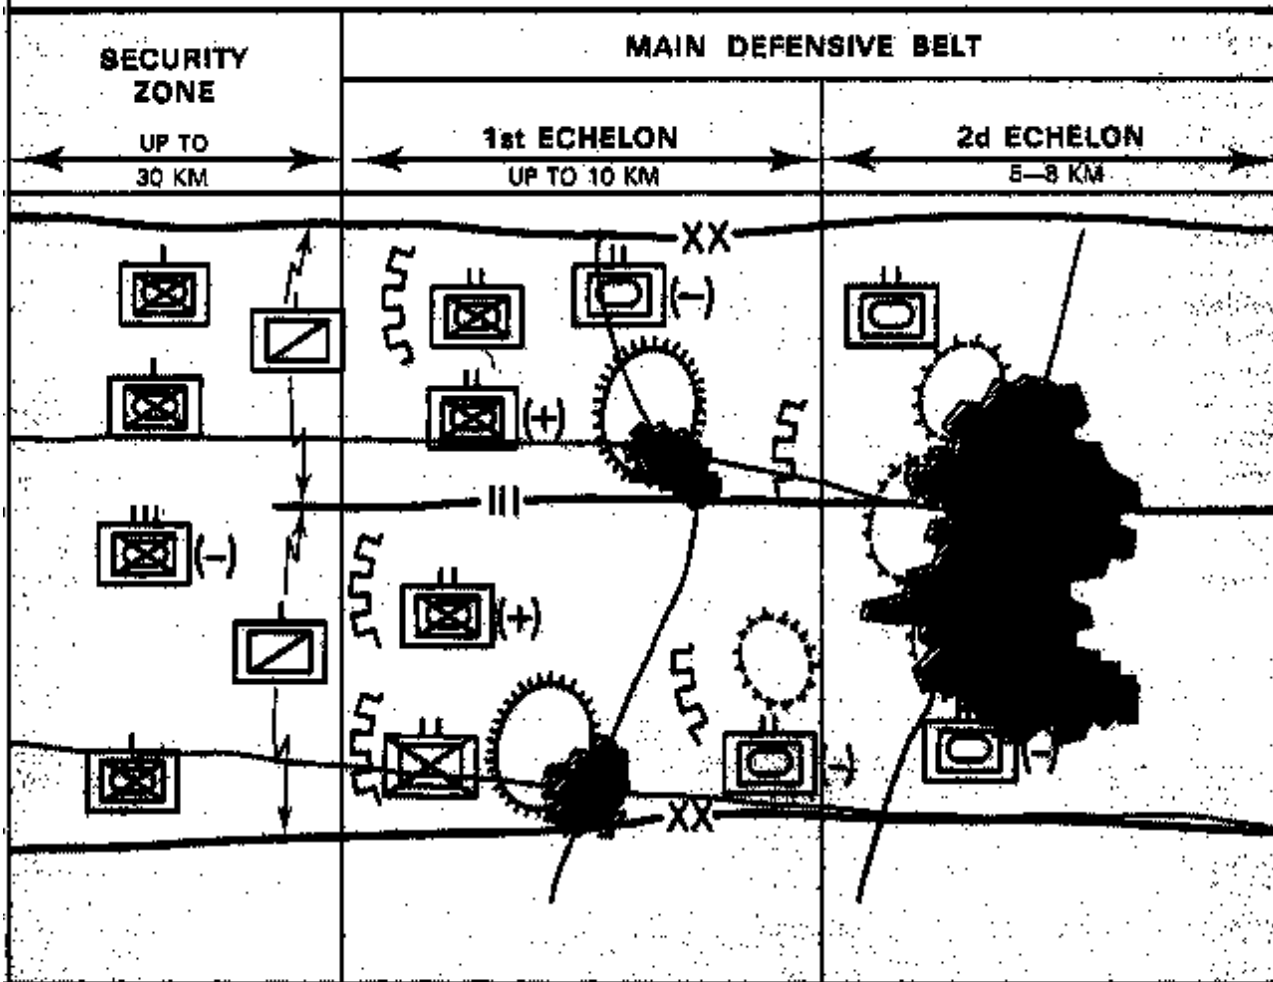 SECURITY
ZONE
UP TO
30 KM
MAIN DEFENSIVE BELT
1st ECHELON
UP TO 10 KM
2d ECHELON
5—8 KM
XX
(-)
(+)
III
(-)
(+)
(-)
(-)
XX